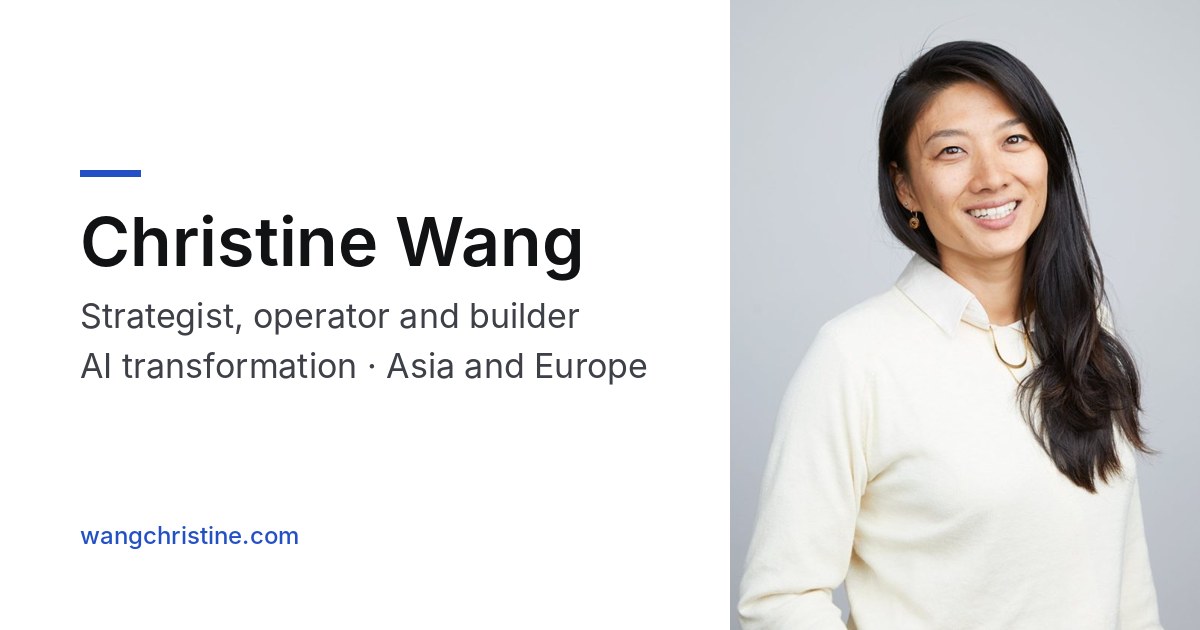 Christine Wang
Strategist, operator and builder
AI transformation · Asia and Europe
wangchristine.com